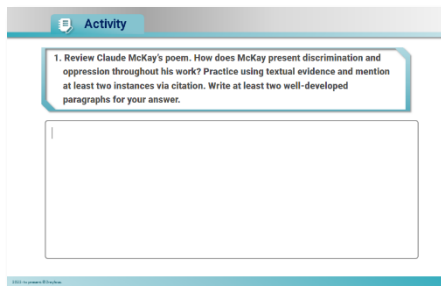 Activity
1. Review Claude McKay's poem. How does McKay present discrimination and
oppression throughout his work? Practice using textual evidence and mention
at least two instances via citation. Write at least two well-developed
paragraphs for your answer.